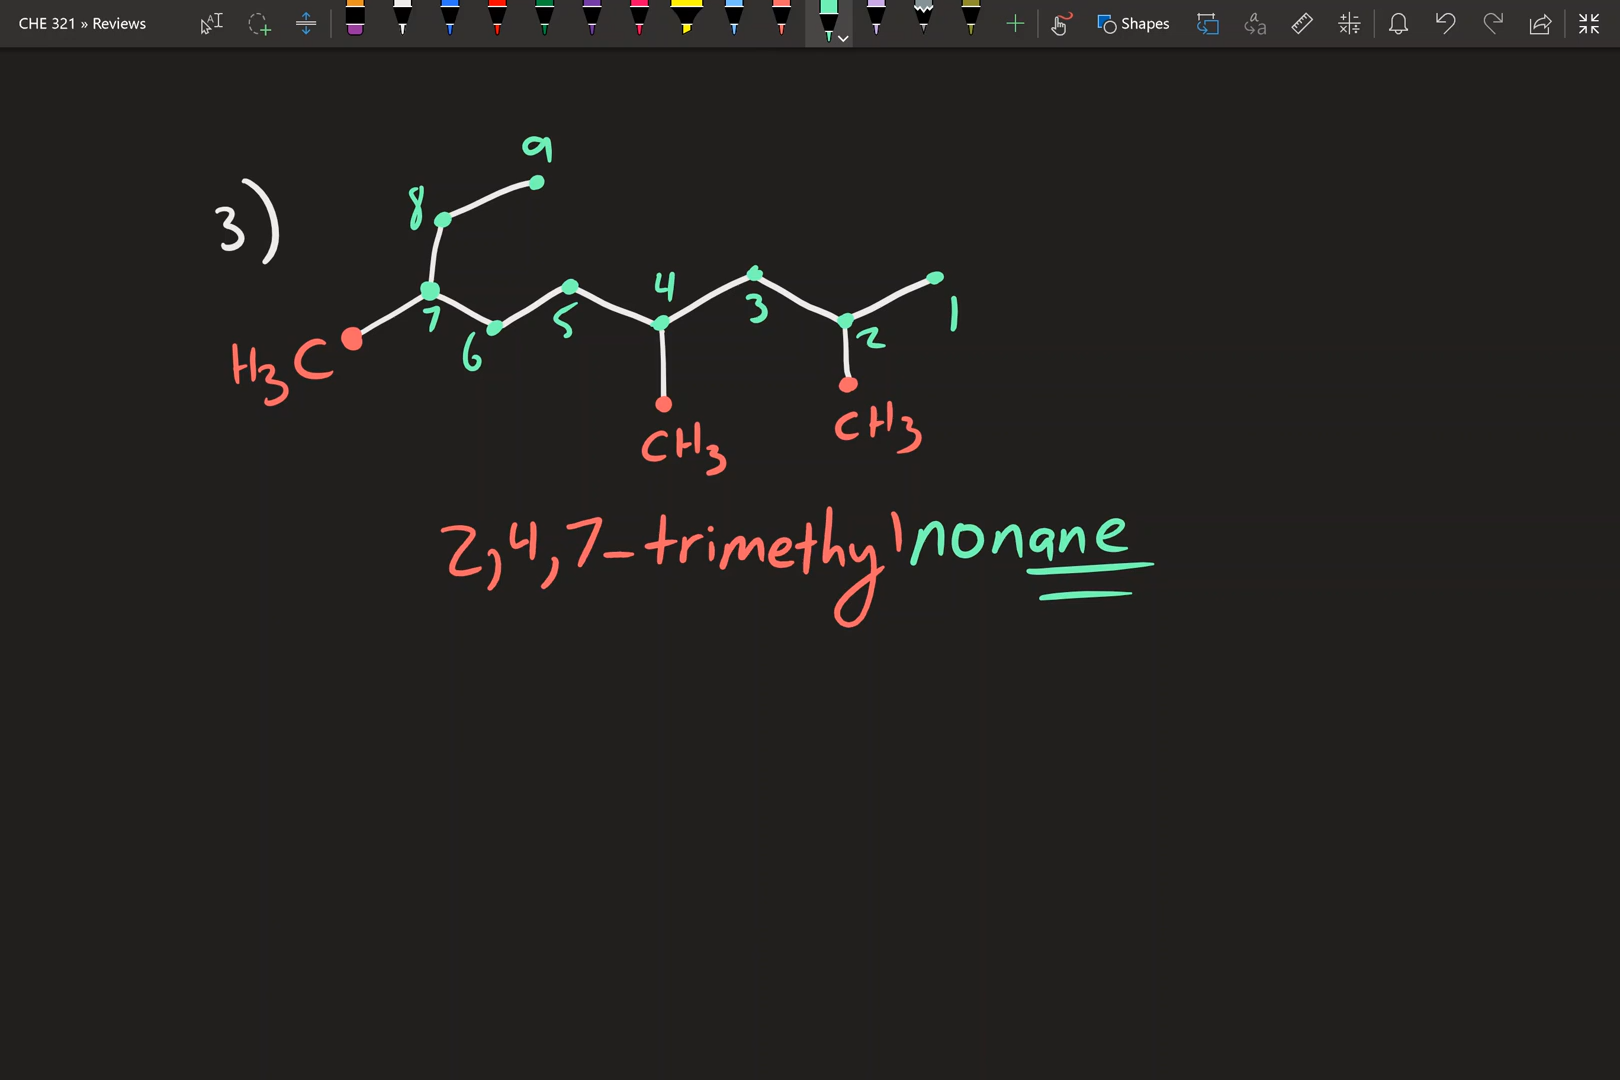 CHE 321 » Reviews
Shapes
3)
9
8
4
7
5
3
1
6
2
H3C
CH3
CH3
2,4,7-trimethylnonane